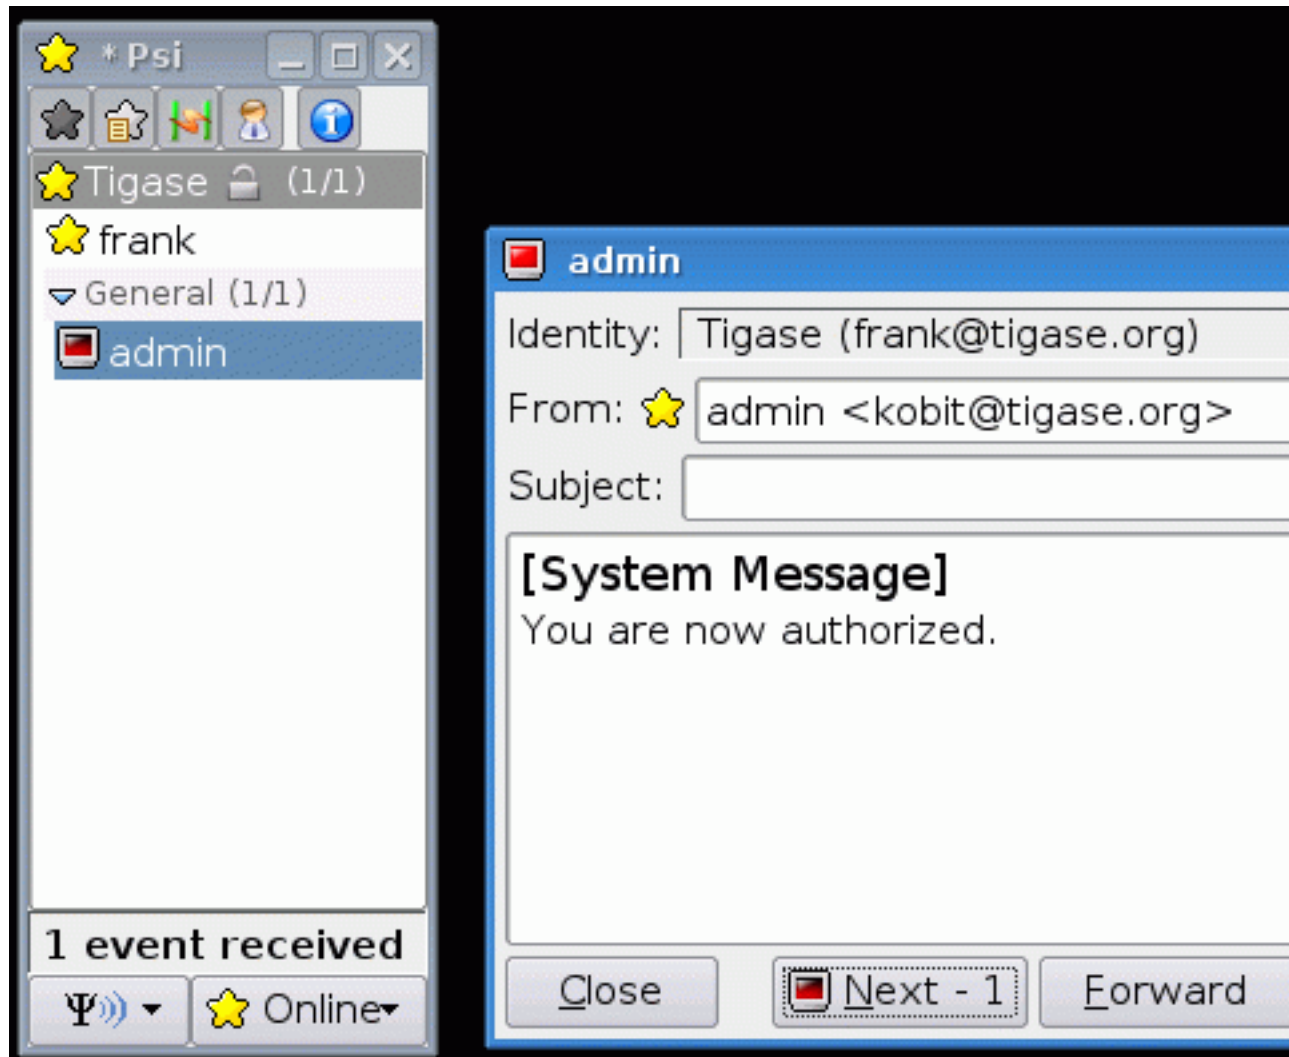 * Psi
Tigase (1/1)
frank
General (1/1)
admin
1 event received
Online
admin
Identity: Tigase (frank@tigase.org)
From: admin <kobit@tigase.org>
Subject:
[System Message]
You are now authorized.
Close Next - 1 Forward